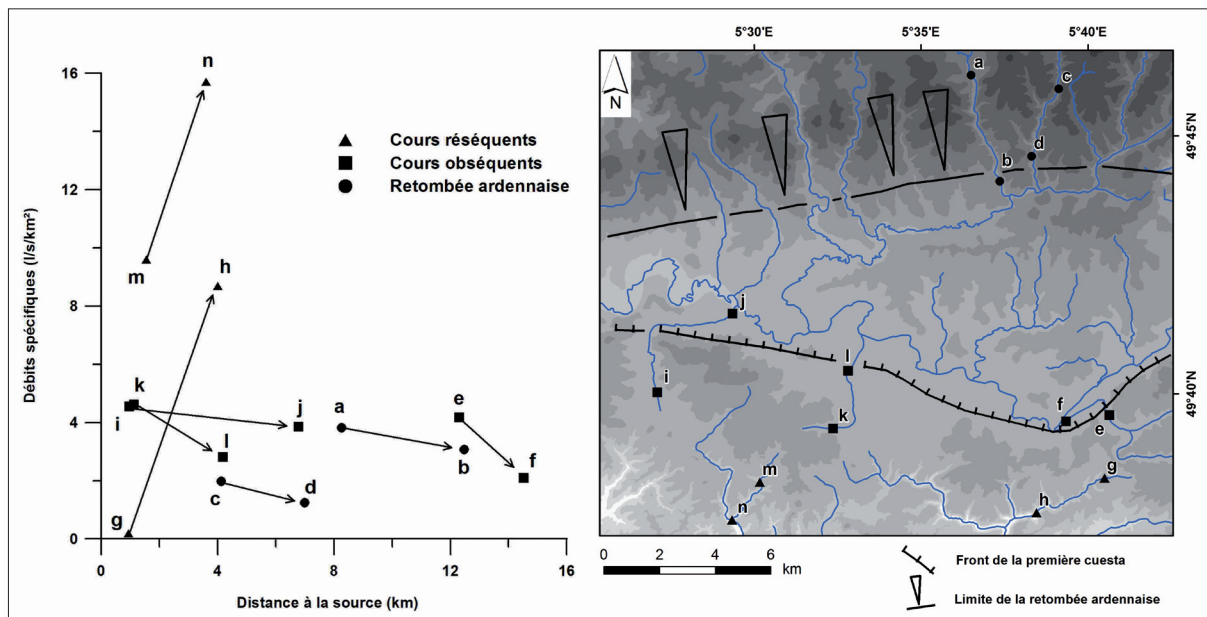 16
12
8
4
0
Débits spécifiques (l/s/km²)
0
4
8
12
16
Distance à la source (km)
n
m
h
g
k
i
j
l
a
c
d
e
b
f
Cours réséquents
Cours obséquents
Retombée ardennaise
5°30'E
5°35'E
5°40'E
N
a
c
49°45'N
d
b
j
l
i
49°40'N
k
f
e
m
g
n
h
0
2
4
6
km
Front de la première cuesta
Limite de la retombée ardennaise